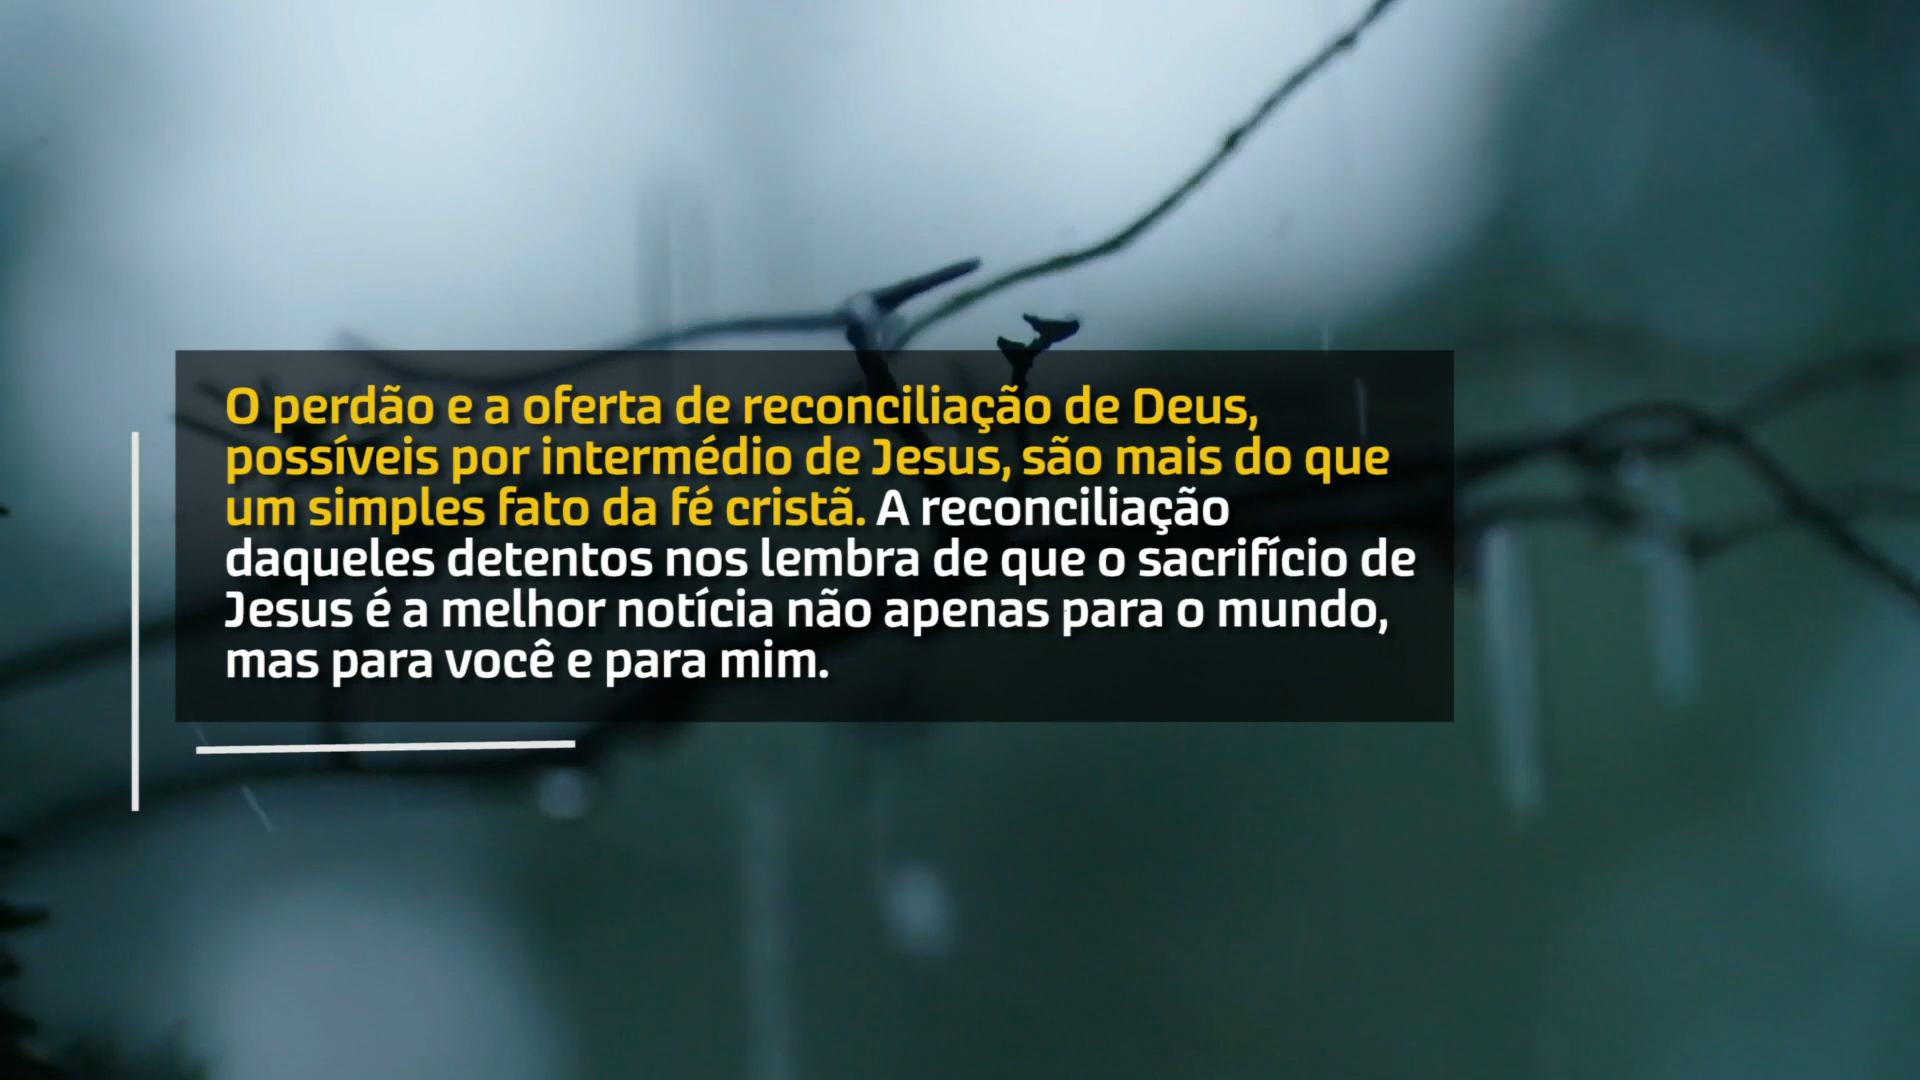 O perdão e a oferta de reconciliação de Deus,
possíveis por intermédio de Jesus, são mais do que
um simples fato da fé cristã. A reconciliação
daqueles detentos nos lembra de que o sacrifício de
Jesus é a melhor notícia não apenas para o mundo,
mas para você e para mim.